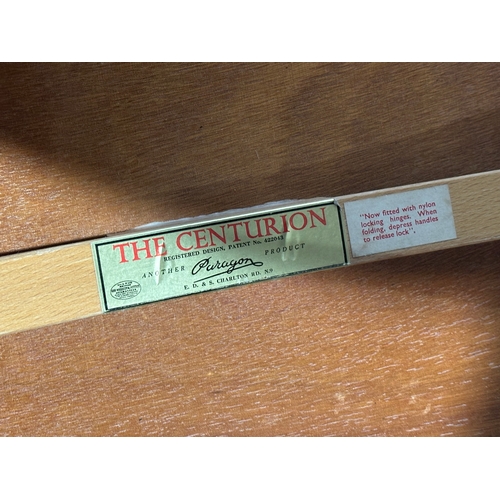 THE CENTURION
REGISTERED DESIGN, PATENT No. 422045
ANOTHER Paragon PRODUCT
E. D. & S. CHARLTON RD. N.9
"Now fitted with nylon
locking hinges. When
folding, depress handles
to release lock".